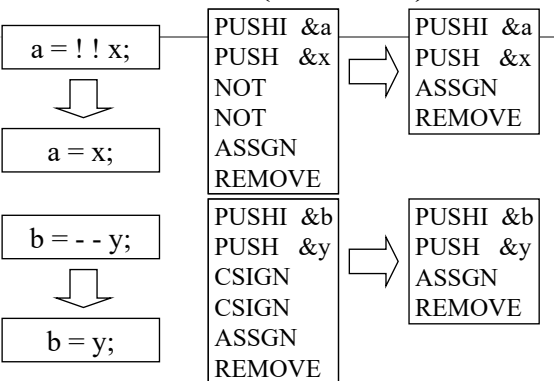 a = ! ! x;
a = x;
PUSHI &a
PUSH &x
NOT
NOT
ASSGN
REMOVE
PUSHI &a
PUSH &x
ASSGN
REMOVE
b = - - y;
b = y;
PUSHI &b
PUSH &y
CSIGN
CSIGN
ASSGN
REMOVE
PUSHI &b
PUSH &y
ASSGN
REMOVE